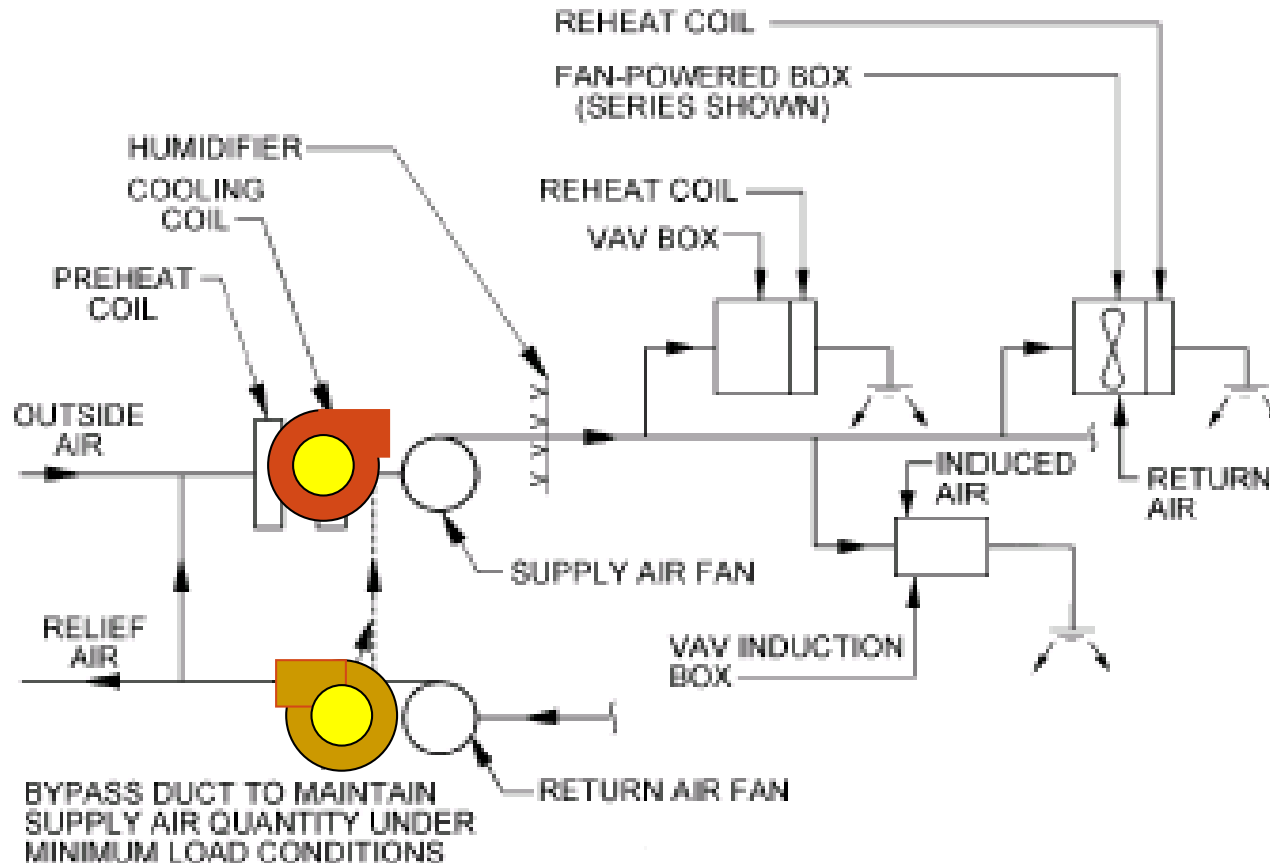 REHEAT COIL
FAN-POWERED BOX
(SERIES SHOWN)
HUMIDIFIER
COOLING
COIL
REHEAT COIL
VAV BOX
PREHEAT
COIL
OUTSIDE
AIR
INDUCED
AIR
RETURN
AIR
SUPPLY AIR FAN
RELIEF
AIR
VAV INDUCTION
BOX
RETURN AIR FAN
BYPASS DUCT TO MAINTAIN
SUPPLY AIR QUANTITY UNDER
MINIMUM LOAD CONDITIONS